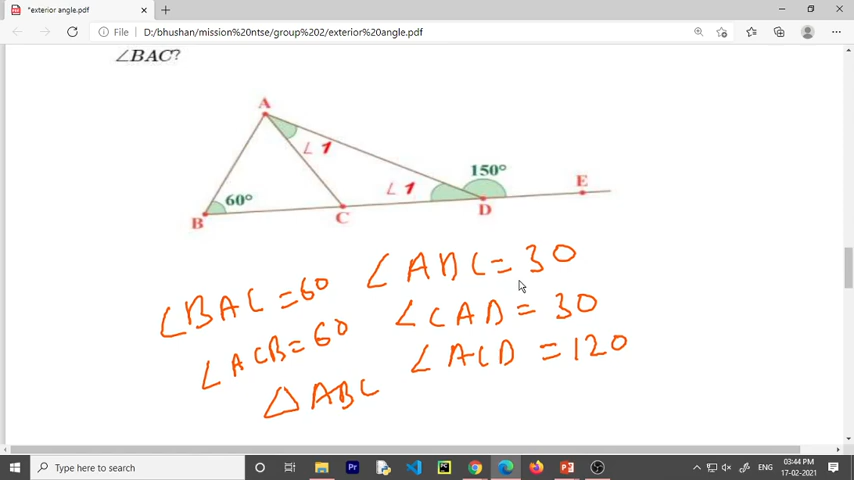 *exterior angle.pdf
File
D:/bhushan/mission%20ntse/group%202/exterior%20angle.pdf
∠BAC?
A
∠1
150°
E
∠1
60°
D
B
C
∠BAC=60
∠ADC=30
∠ACB=60
∠CAD=30
△ABC
∠ACD=120
Type here to search
Pr
PC
ENG
03:44 PM
17-02-2021